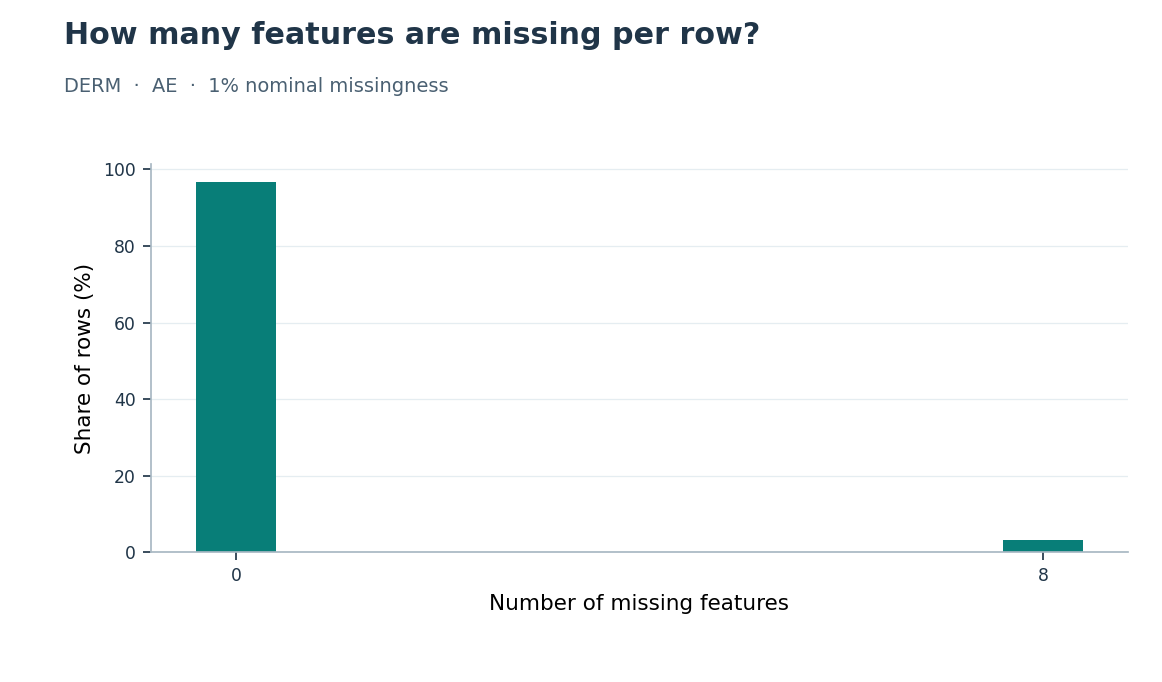 How many features are missing per row?
DERM · AE · 1% nominal missingness
100
80
60
40
20
0
Share of rows (%)
0 8
Number of missing features